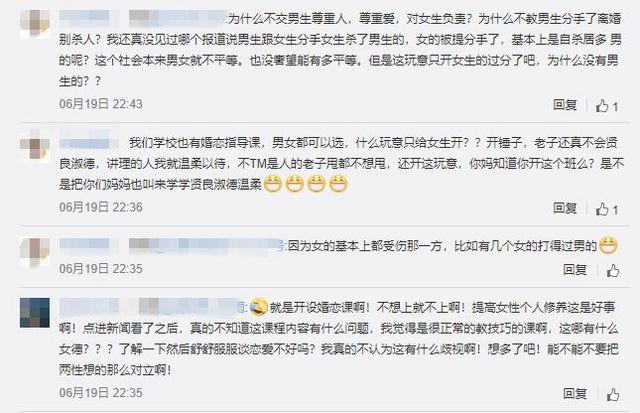 为什么不交男生尊重人，尊重爱，对女生负责？为什么不教男生分手了离婚
别杀人？我还真没见过哪个报道说男生跟女生分手女生杀了男生的，女的被提分手了，基本上是自杀居多 男
的呢？这个社会本来男女就不平等。也没奢望能有多平等。但是这玩意只开女生的过分了吧，为什么没有男
生的？？
06月19日 22:43
回复
1
我们学校也有婚恋指导课，男女都可以选，什么玩意只给女生开？？开锤子，老子还真不会贤
良淑德，讲理的人我就温柔以待，不TM是人的老子甩都不想甩，还开这玩意，你妈知道你开这个班么？是不
是把你们妈妈也叫来学学贤良淑德温柔
06月19日 22:36
回复
1
号:因为女的基本上都受伤那一方，比如有几个女的打得过男的
06月19日 22:35
回复
雨:就是开设婚恋课啊！不想上就不上啊！提高女性个人修养这是好事
啊！点进新闻看了之后，真的不知道这课程内容有什么问题，我觉得是很正常的教技巧的课啊，这哪有什么
女德？？？了解一下然后舒舒服服谈恋爱不好吗？我真的不认为这有什么歧视啊！想多了吧！能不能不要把
两性想的那么对立啊！
06月19日 22:35
回复